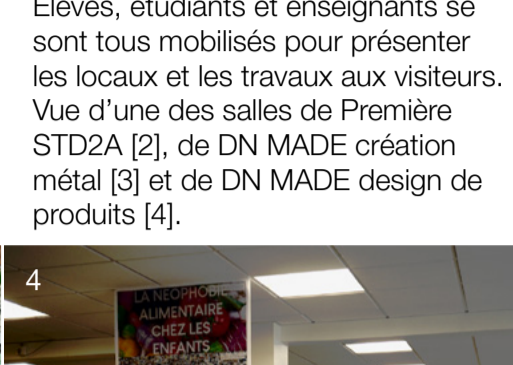 Élèves, étudiants et enseignants se
sont tous mobilisés pour présenter
les locaux et les travaux aux visiteurs.
Vue d’une des salles de Première
STD2A [2], de DN MADE création
métal [3] et de DN MADE design de
produits [4].
4
LA NÉOPHOBIE
ALIMENTAIRE
CHEZ LES
ENFANTS